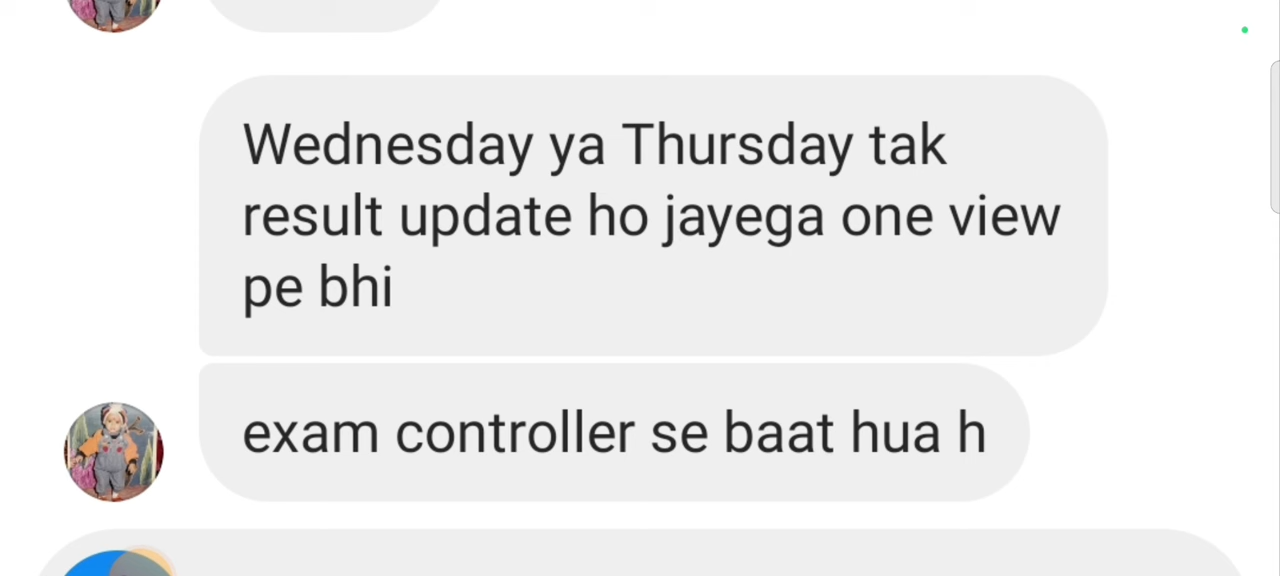 Wednesday ya Thursday tak
result update ho jayega one view
pe bhi
exam controller se baat hua h